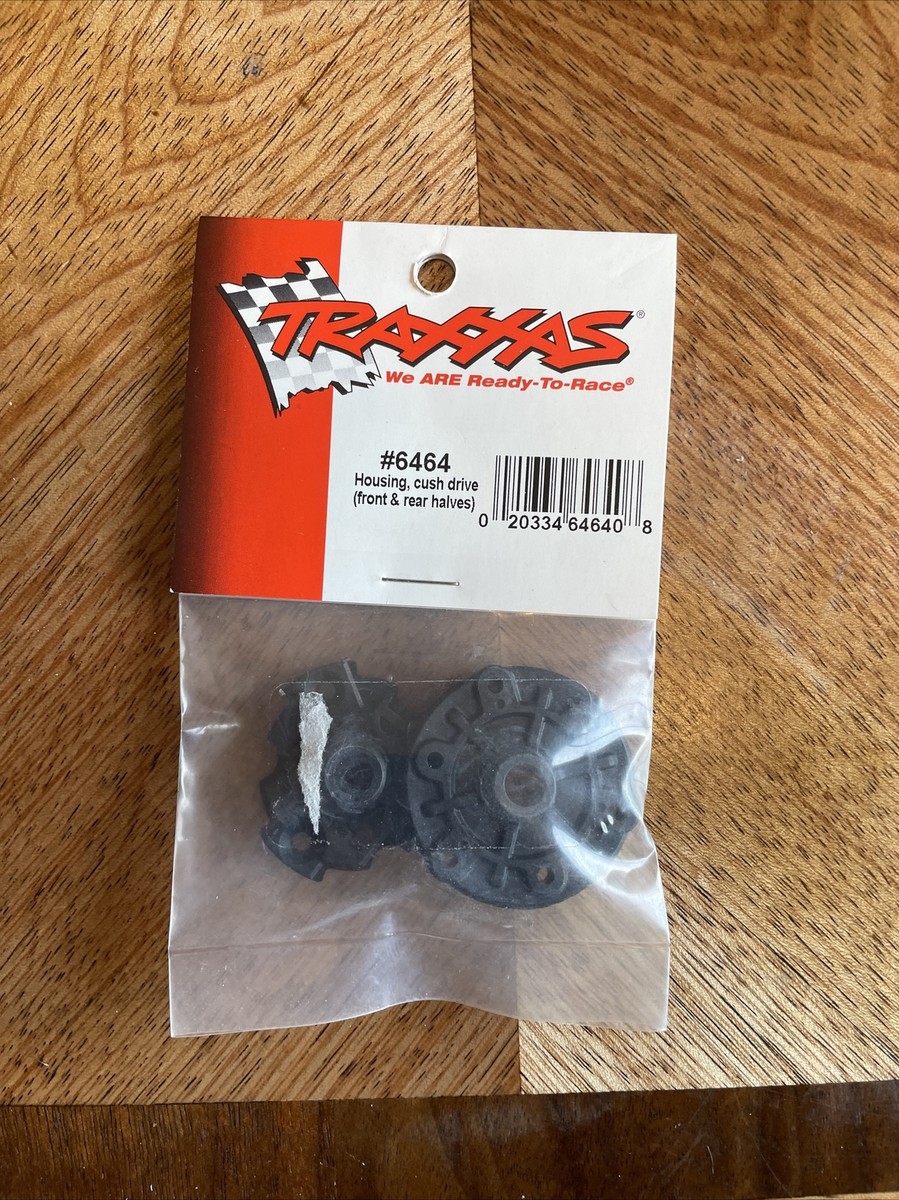 TRAXXAS®
We ARE Ready-To-Race®
#6464
Housing, cush drive
(front & rear halves)
0 20334 64640 8